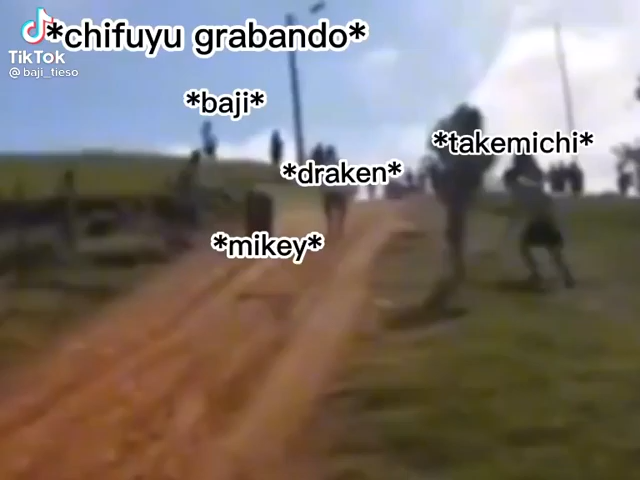 *chifuyu grabando*
TikTok
@baji_tieso
*baji*
*takemichi*
*draken*
*mikey*